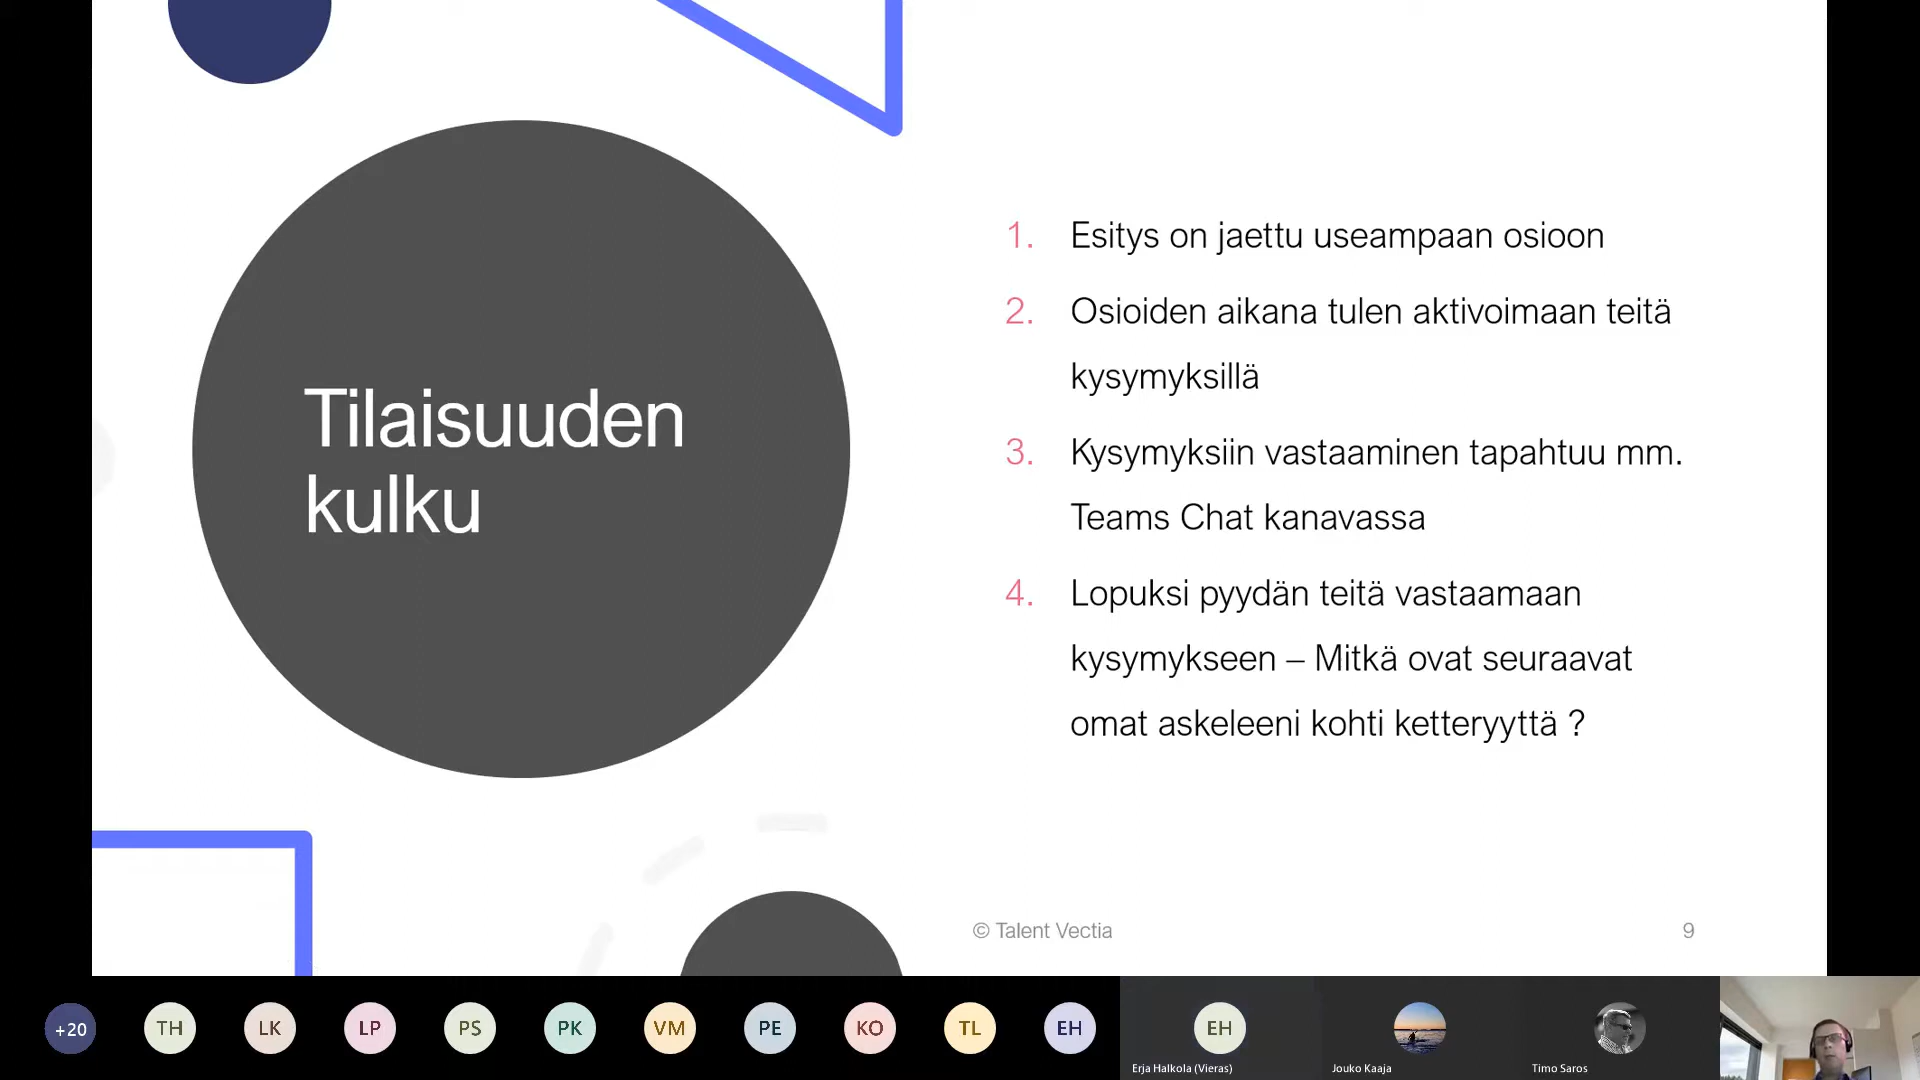 Tilaisuuden
kulku
1. Esitys on jaettu useampaan osioon
2. Osioiden aikana tulen aktivoimaan teitä
kysymyksillä
3. Kysymyksiin vastaaminen tapahtuu mm.
Teams Chat kanavassa
4. Lopuksi pyydän teitä vastaamaan
kysymykseen – Mitkä ovat seuraavat
omat askeleeni kohti ketteryyttä ?
© Talent Vectia
9
+20
TH
LK
LP
PS
PK
VM
PE
KO
TL
EH
EH
Erja Halkola (Vieras)
Jouko Kaaja
Timo Saros